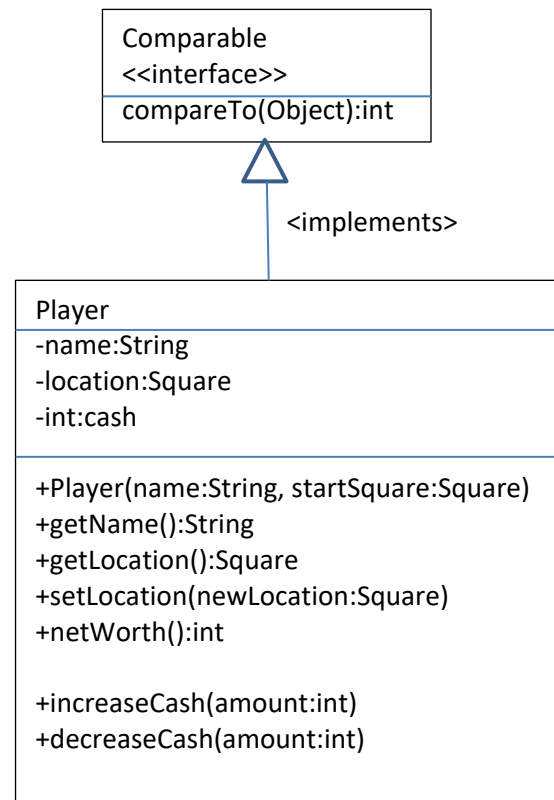 Comparable
<<interface>>
compareTo(Object):int
<implements>
Player
-name:String
-location:Square
-int:cash
+Player(name:String, startSquare:Square)
+getName():String
+getLocation():Square
+setLocation(newLocation:Square)
+netWorth():int
+increaseCash(amount:int)
+decreaseCash(amount:int)